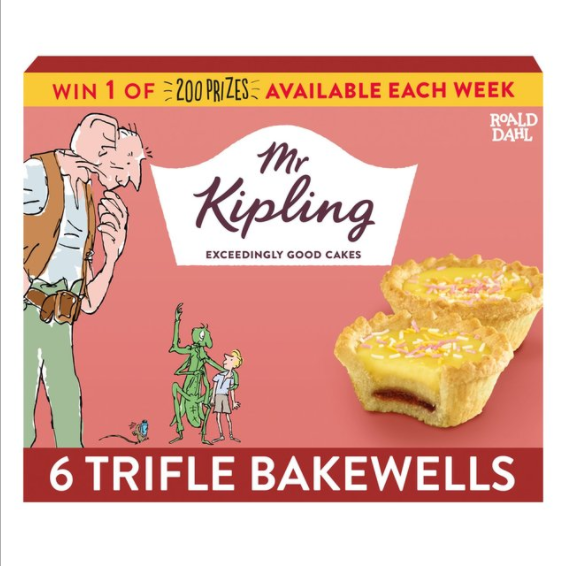 WIN 1 OF 200 PRIZES AVAILABLE EACH WEEK
ROALD
DAHL
Mr
Kipling
EXCEEDINGLY GOOD CAKES
6 TRIFLE BAKEWELLS